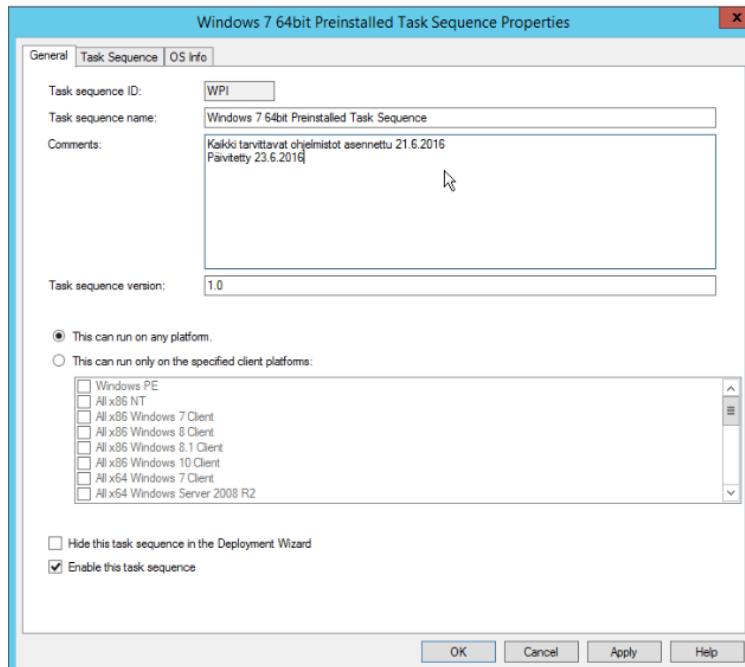 Windows 7 64bit Preinstalled Task Sequence Properties
x
General Task Sequence OS Info
Task sequence ID: WPI
Task sequence name: Windows 7 64bit Preinstalled Task Sequence
Comments: Kaikki tarvittavat ohjelmistot asennettu 21.6.2016
Päivitetty 23.6.2016
Task sequence version: 1.0
This can run on any platform.
This can run only on the specified client platforms:
Windows PE
All x86 NT
All x86 Windows 7 Client
All x86 Windows 8 Client
All x86 Windows 8.1 Client
All x86 Windows 10 Client
All x64 Windows 7 Client
All x64 Windows Server 2008 R2
Hide this task sequence in the Deployment Wizard
Enable this task sequence
OK Cancel Apply Help